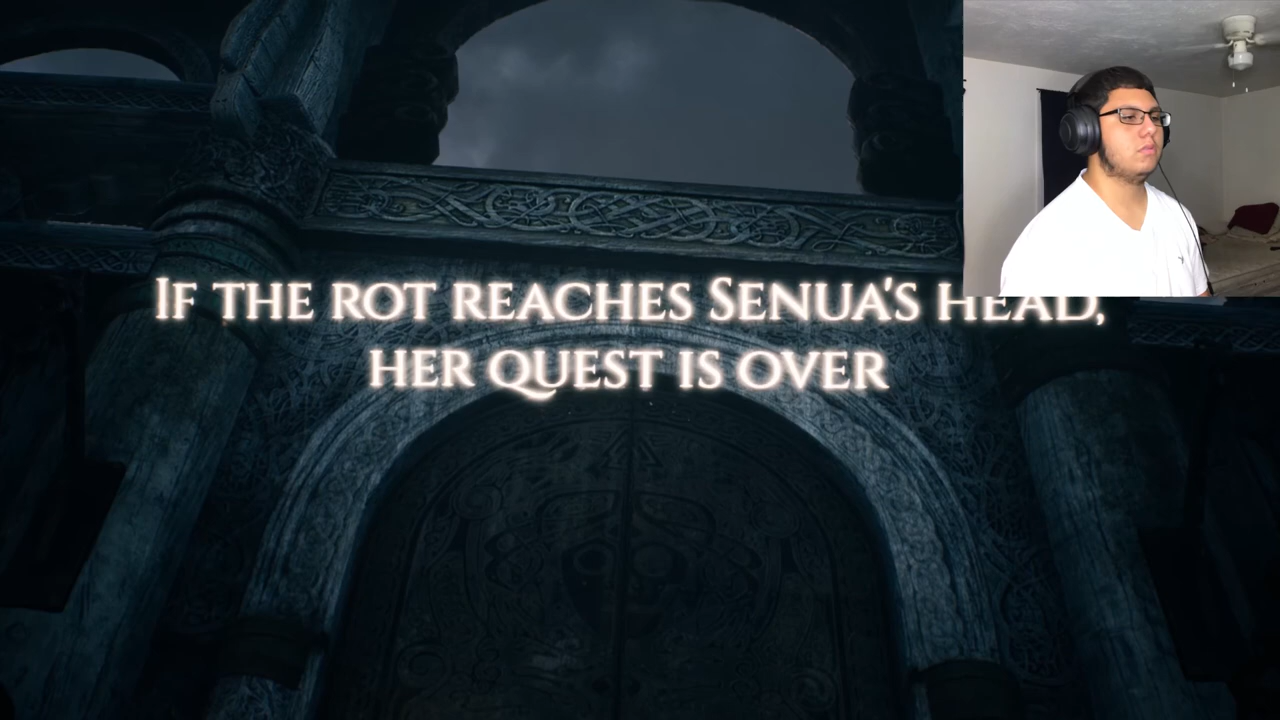 If the rot reaches Senua's head,
her quest is over